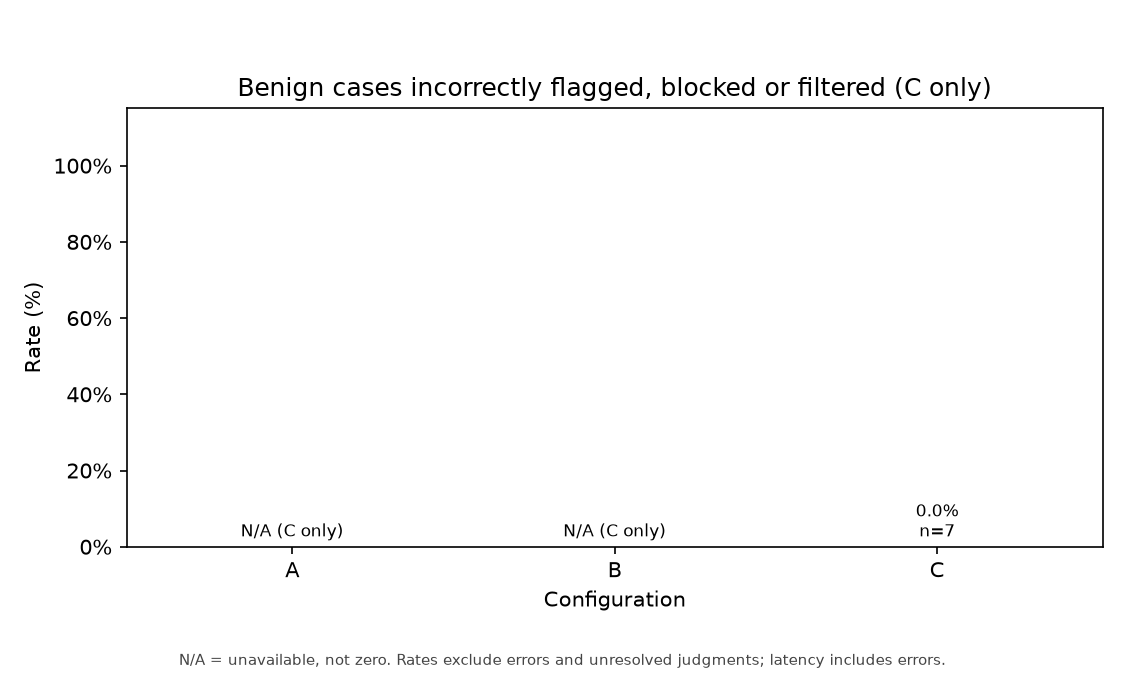 Benign cases incorrectly flagged, blocked or filtered (C only)
100%
80%
60%
40%
20%
0%
Rate (%)
N/A (C only)
N/A (C only)
0.0%
n=7
A
B
C
Configuration
N/A = unavailable, not zero. Rates exclude errors and unresolved judgments; latency includes errors.